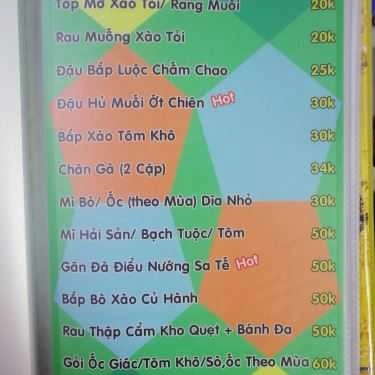 Tóp Mỡ Xào Tỏi/ Rang Muối 20k
Rau Muống Xào Tỏi 20k
Đậu Bắp Luộc Chấm Chao 25k
Đậu Hủ Muối Ớt Chiên Hot 30k
Bắp Xào Tôm Khô 30k
Chân Gà (2 Cặp) 34k
Mì Bò/ Ốc (theo Mùa) Dĩa Nhỏ 30k
Mì Hải Sản/ Bạch Tuộc/ Tôm 50k
Gân Đà Điểu Nướng Sa Tế Hot 50k
Bắp Bò Xào Củ Hành 50k
Rau Thập Cẩm Kho Quẹt + Bánh Đa 50k
Gỏi Ốc Giác/Tôm Khô/Sò,ốc Theo Mùa 60k